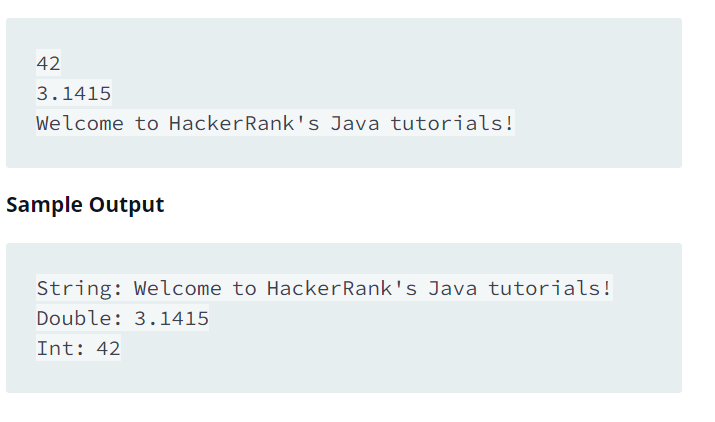 42
3.1415
Welcome to HackerRank's Java tutorials!
Sample Output
String: Welcome to HackerRank's Java tutorials!
Double: 3.1415
Int: 42